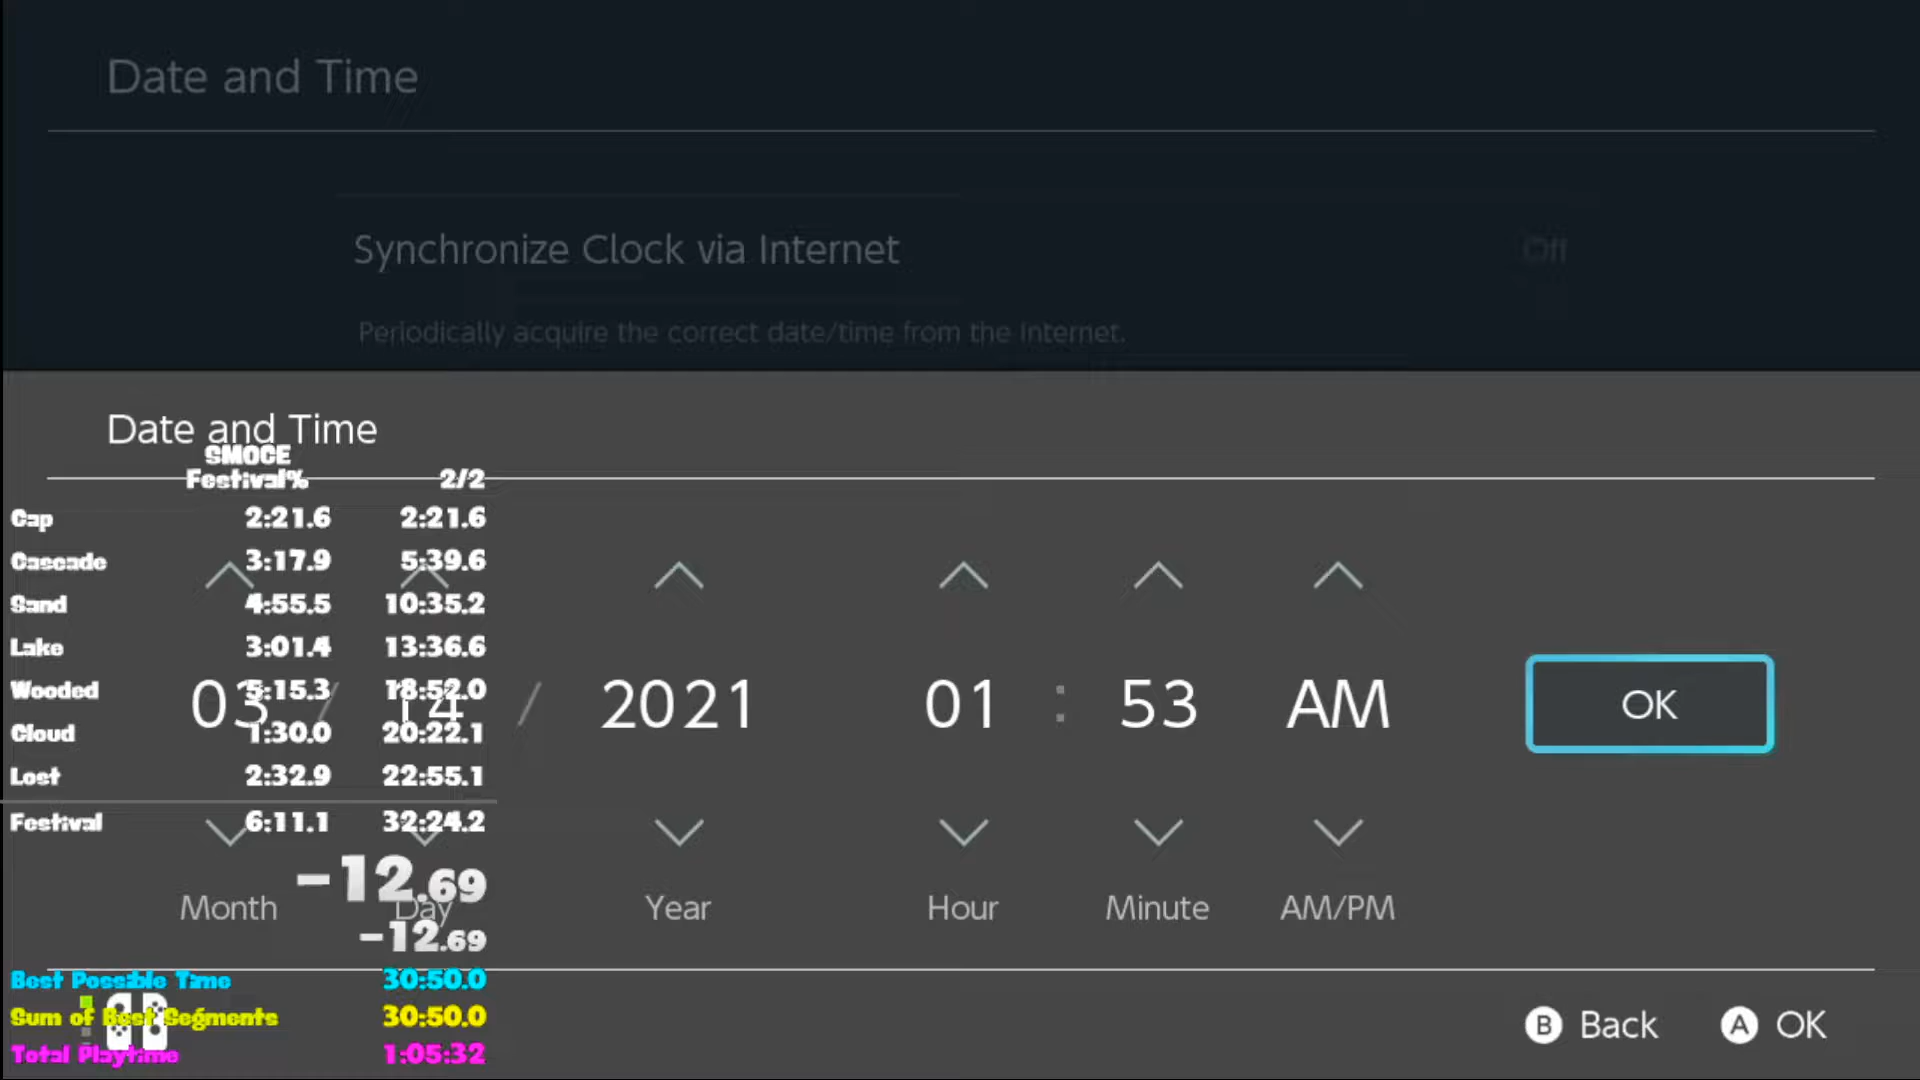 Date and Time
Synchronize Clock via Internet Off
Periodically acquire the correct date/time from the Internet.
Date and Time
SMOCE
Festival% 2/2
Cap 2:21.6 2:21.6
Cascade 3:17.9 5:39.6
Sand 4:55.5 10:35.2
Lake 3:01.4 13:36.6
Wooded 5:15.3 18:52.0
03 / 14 / 2021 01 : 53 AM OK
Cloud 1:30.0 20:22.1
Lost 2:32.9 22:55.1
Festival 6:11.1 32:24.2
-12.69
Month Day Year Hour Minute AM/PM
-12.69
Best Possible Time 30:50.0
Sum of Best Segments 30:50.0
Total Playtime 1:05:32
B Back A OK